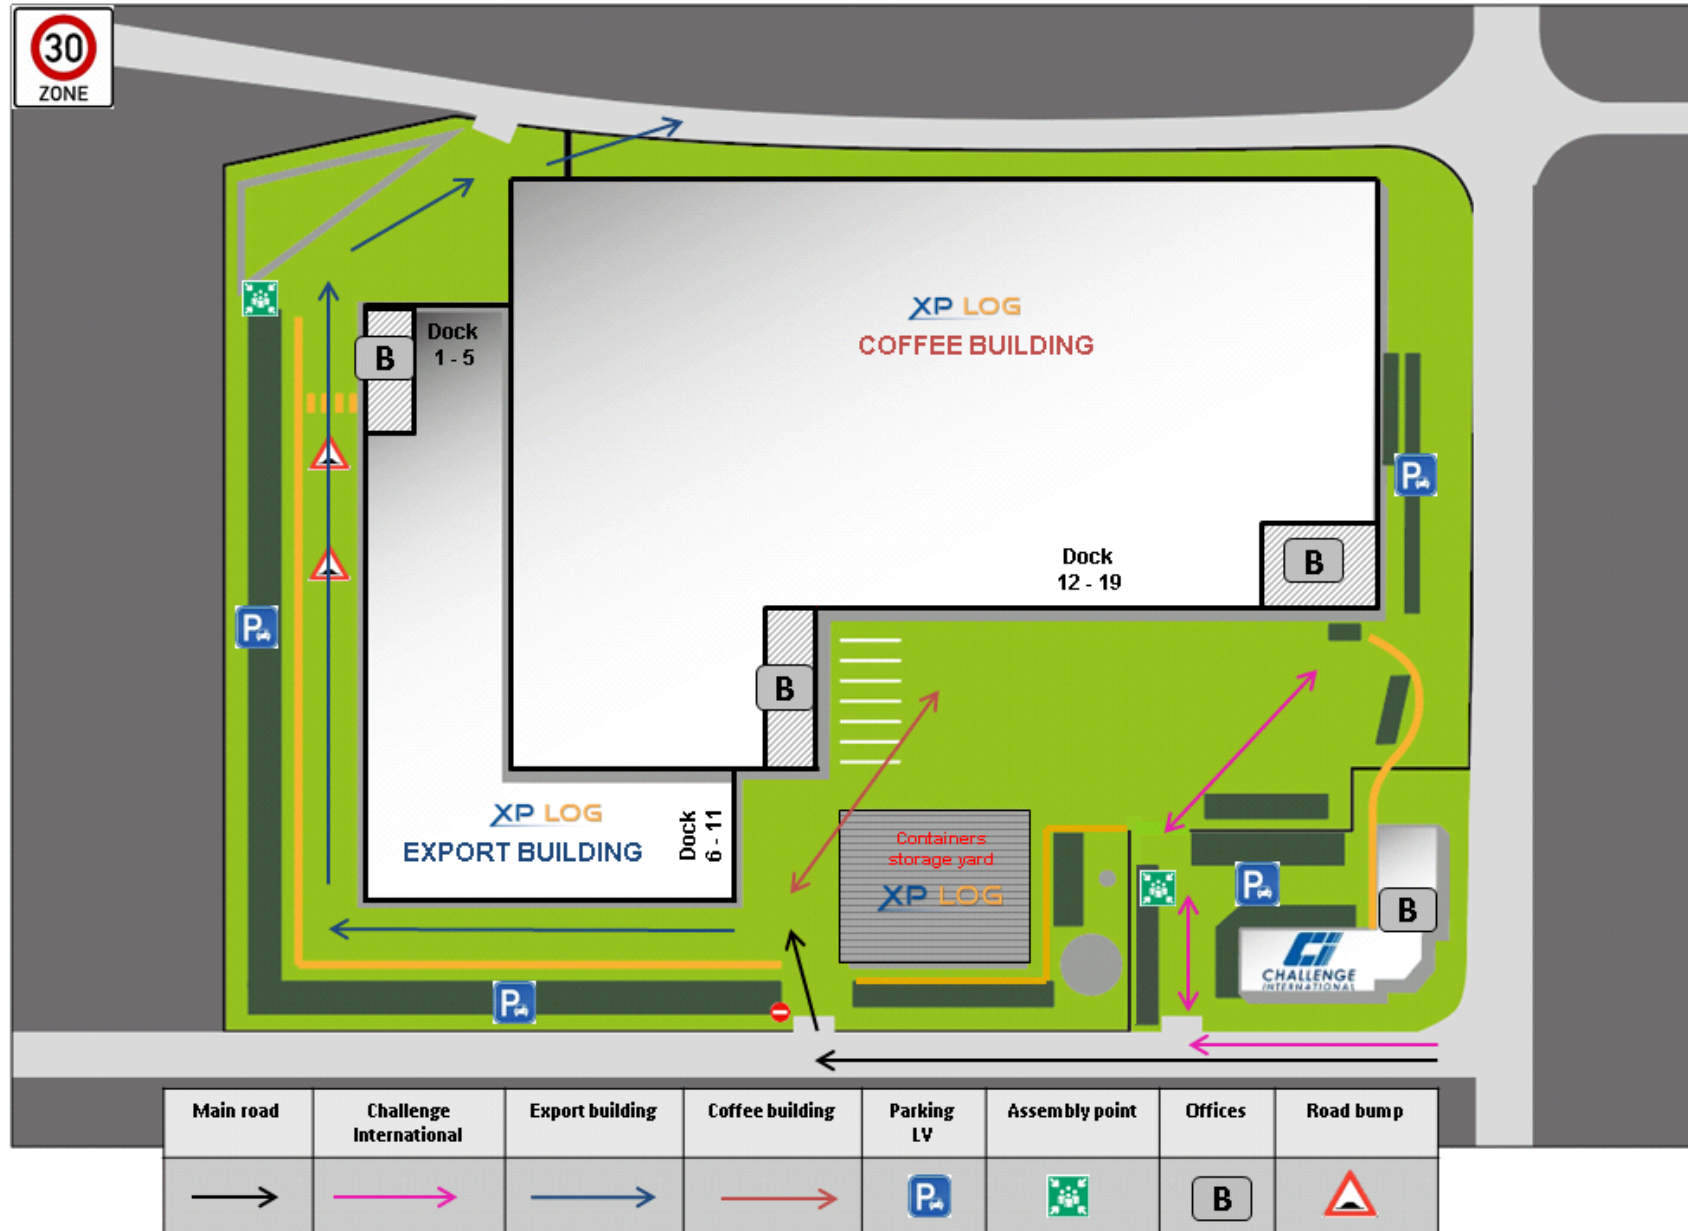 30
ZONE
XP LOG
COFFEE BUILDING
Dock
1 - 5
B
Dock
12 - 19
B
P
P
B
XP LOG
EXPORT BUILDING
Dock
6 - 11
Containers
storage yard
XP LOG
P
B
CHALLENGE
INTERNATIONAL
P
Main road
Challenge
International
Export building
Coffee building
Parking
LV
Assembly point
Offices
Road bump
P
B